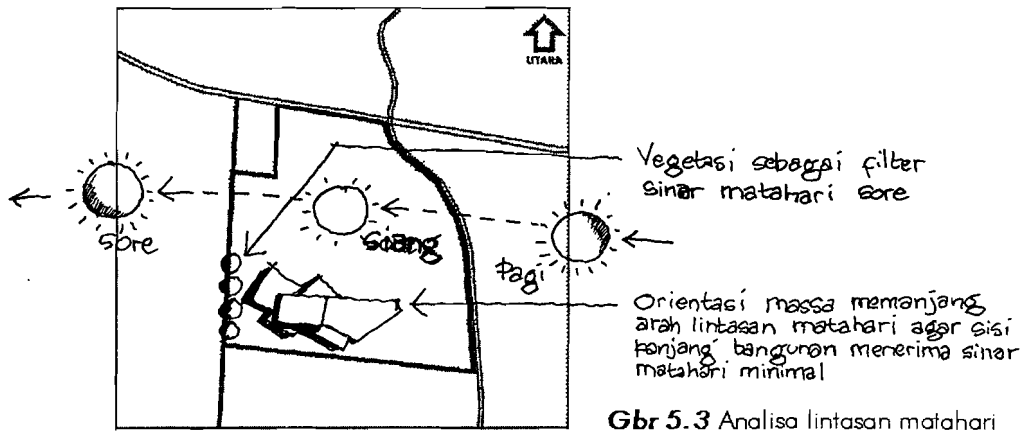 UTARA
Vegetasi sebagai filter
sinar matahari sore
Sore
Siang
Pagi
Orientasi massa memanjang
arah lintasan matahari agar sisi
panjang bangunan menerima sinar
matahari minimal
Gbr 5.3 Analisa lintasan matahari